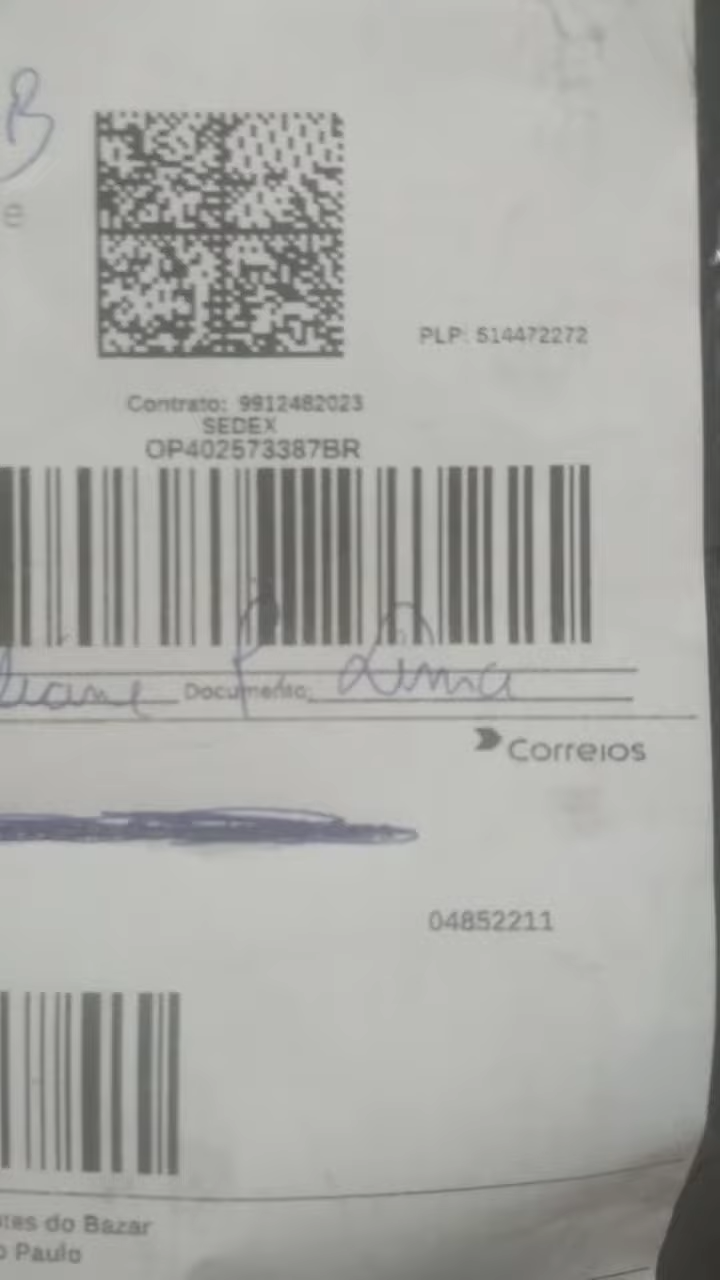 B
e
PLP: 514472272
Contrato: 9912482023
SEDEX
OP402573387BR
Documento: Lima
Correios
04852211
do Bazar
Paulo